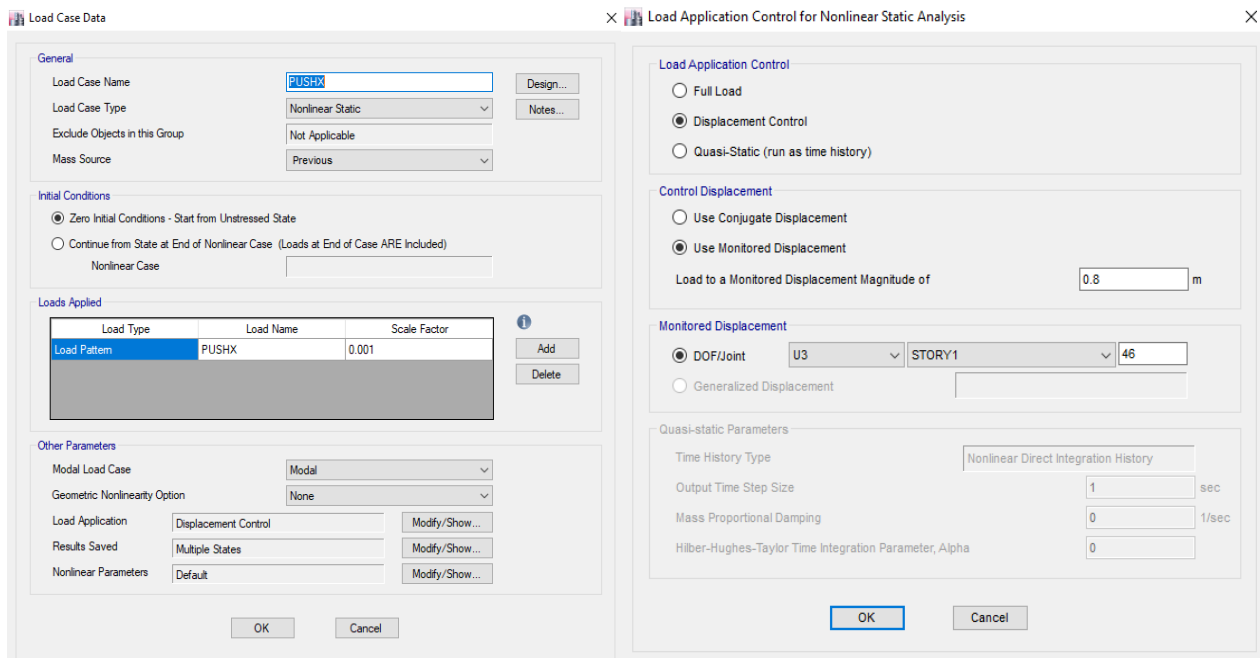 Load Case Data
General
Load Case Name PUSHX Design...
Load Case Type Nonlinear Static Notes...
Exclude Objects in this Group Not Applicable
Mass Source Previous
Initial Conditions
Zero Initial Conditions - Start from Unstressed State
Continue from State at End of Nonlinear Case (Loads at End of Case ARE Included)
Nonlinear Case
Loads Applied
Load Type Load Name Scale Factor
Load Pattern PUSHX 0.001 Add
Delete
Other Parameters
Modal Load Case Modal
Geometric Nonlinearity Option None
Load Application Displacement Control Modify/Show...
Results Saved Multiple States Modify/Show...
Nonlinear Parameters Default Modify/Show...
OK Cancel
Load Application Control for Nonlinear Static Analysis
Load Application Control
Full Load
Displacement Control
Quasi-Static (run as time history)
Control Displacement
Use Conjugate Displacement
Use Monitored Displacement
Load to a Monitored Displacement Magnitude of 0.8 m
Monitored Displacement
DOF/Joint U3 STORY1 46
Generalized Displacement
Quasi-static Parameters
Time History Type Nonlinear Direct Integration History
Output Time Step Size 1 sec
Mass Proportional Damping 0 1/sec
Hilber-Hughes-Taylor Time Integration Parameter, Alpha 0
OK Cancel